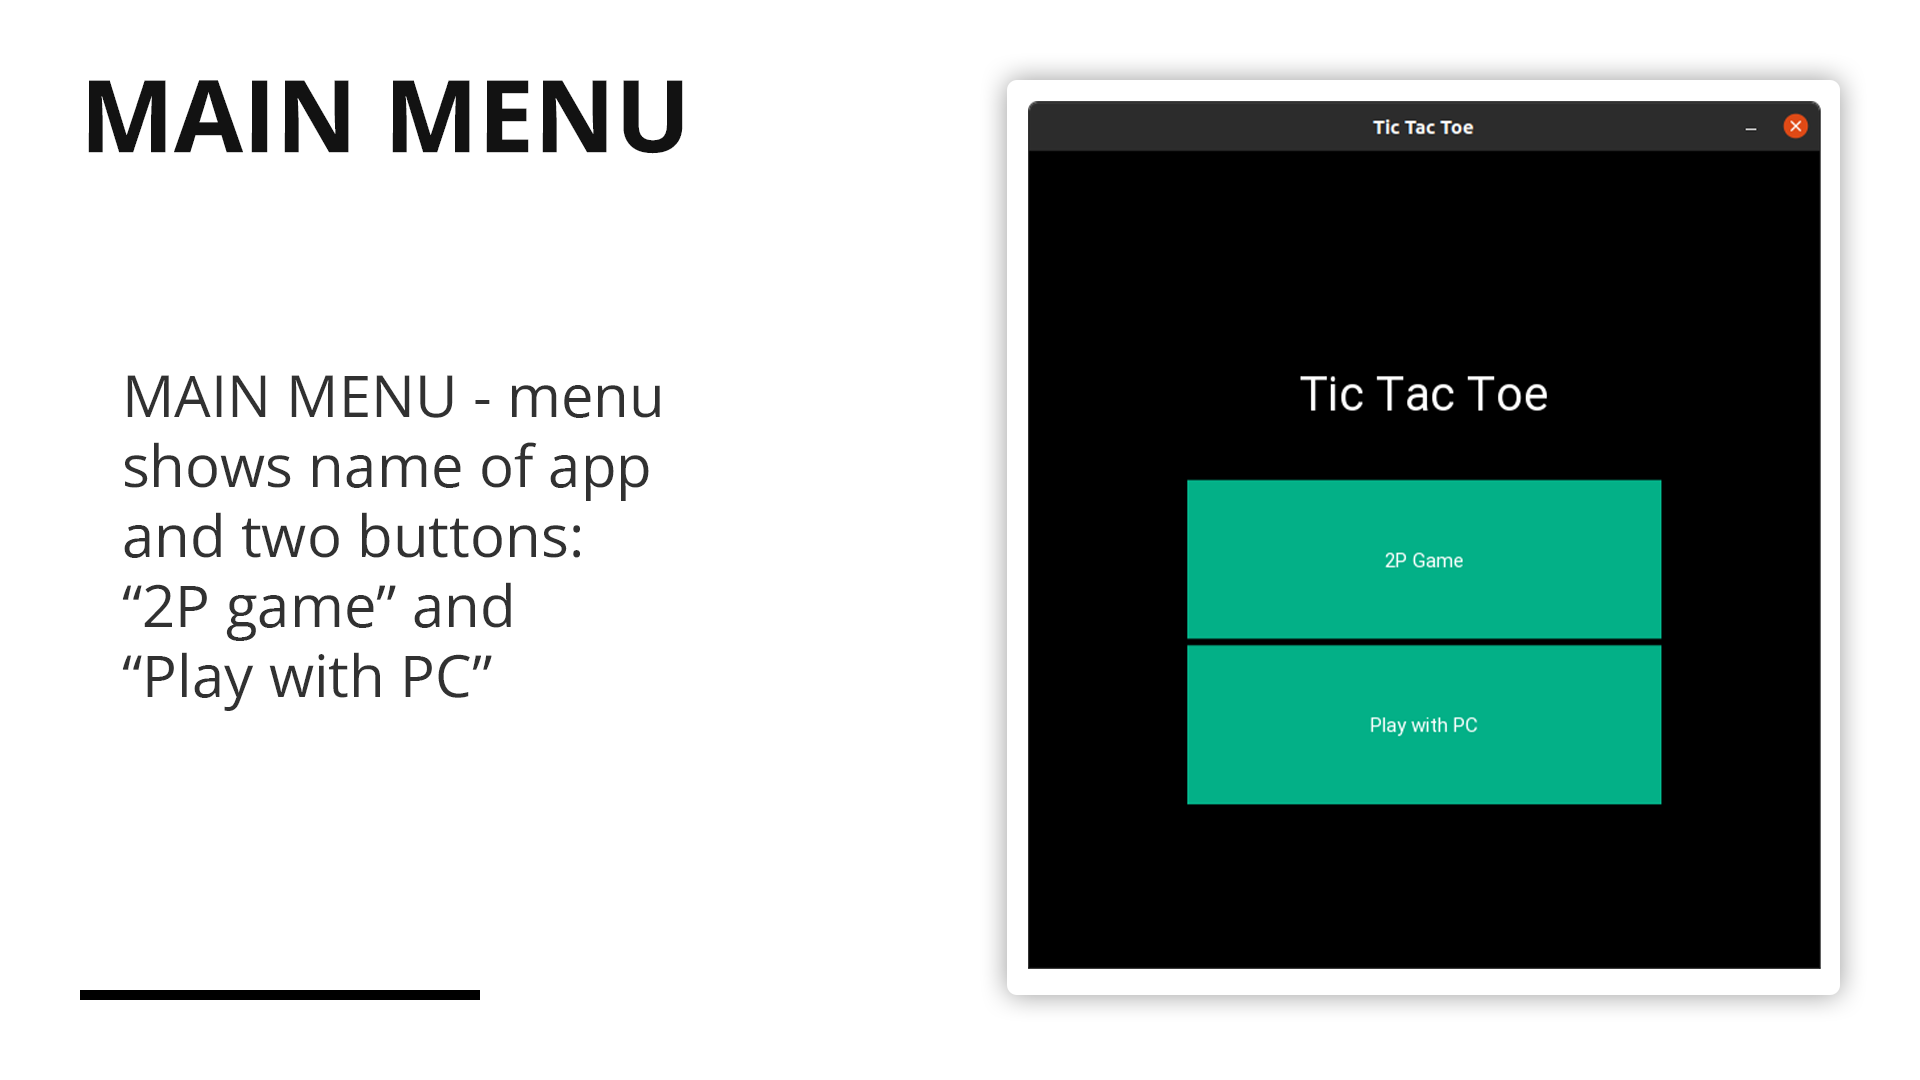 MAIN MENU
MAIN MENU - menu
shows name of app
and two buttons:
“2P game” and
“Play with PC”
Tic Tac Toe
Tic Tac Toe
2P Game
Play with PC